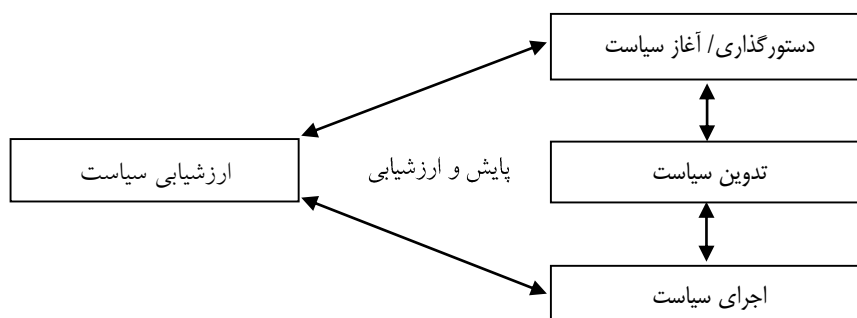 دستورگذاری/ آغاز سیاست
تدوین سیاست
پایش و ارزشیابی
ارزشیابی سیاست
اجرای سیاست